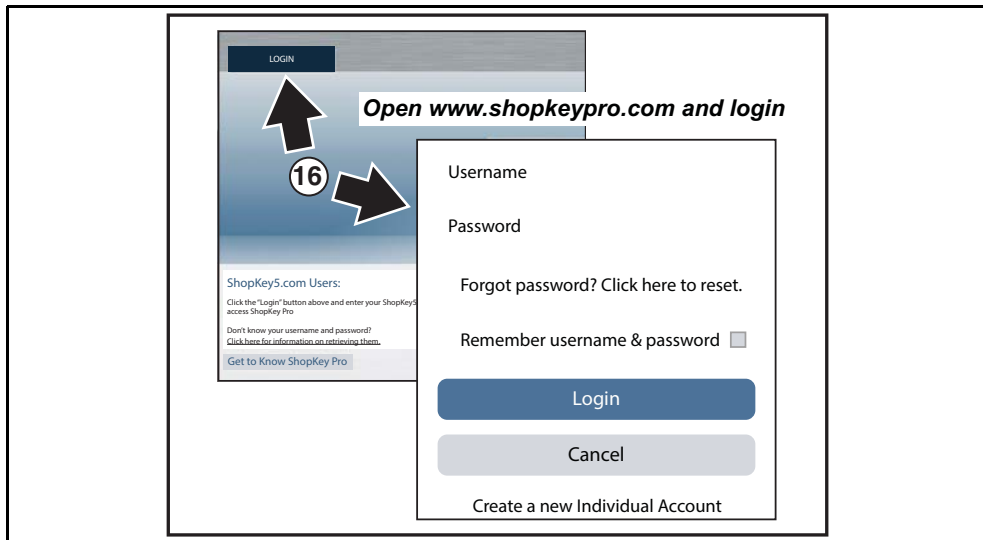 LOGIN
Open www.shopkeypro.com and login
16
Username
Password
Forgot password? Click here to reset.
Remember username & password
Login
Cancel
Create a new Individual Account
ShopKey5.com Users:
Click the "Login" button above and enter your ShopKey5
access ShopKey Pro
Don't know your username and password?
Click here for information on retrieving them.
Get to Know ShopKey Pro